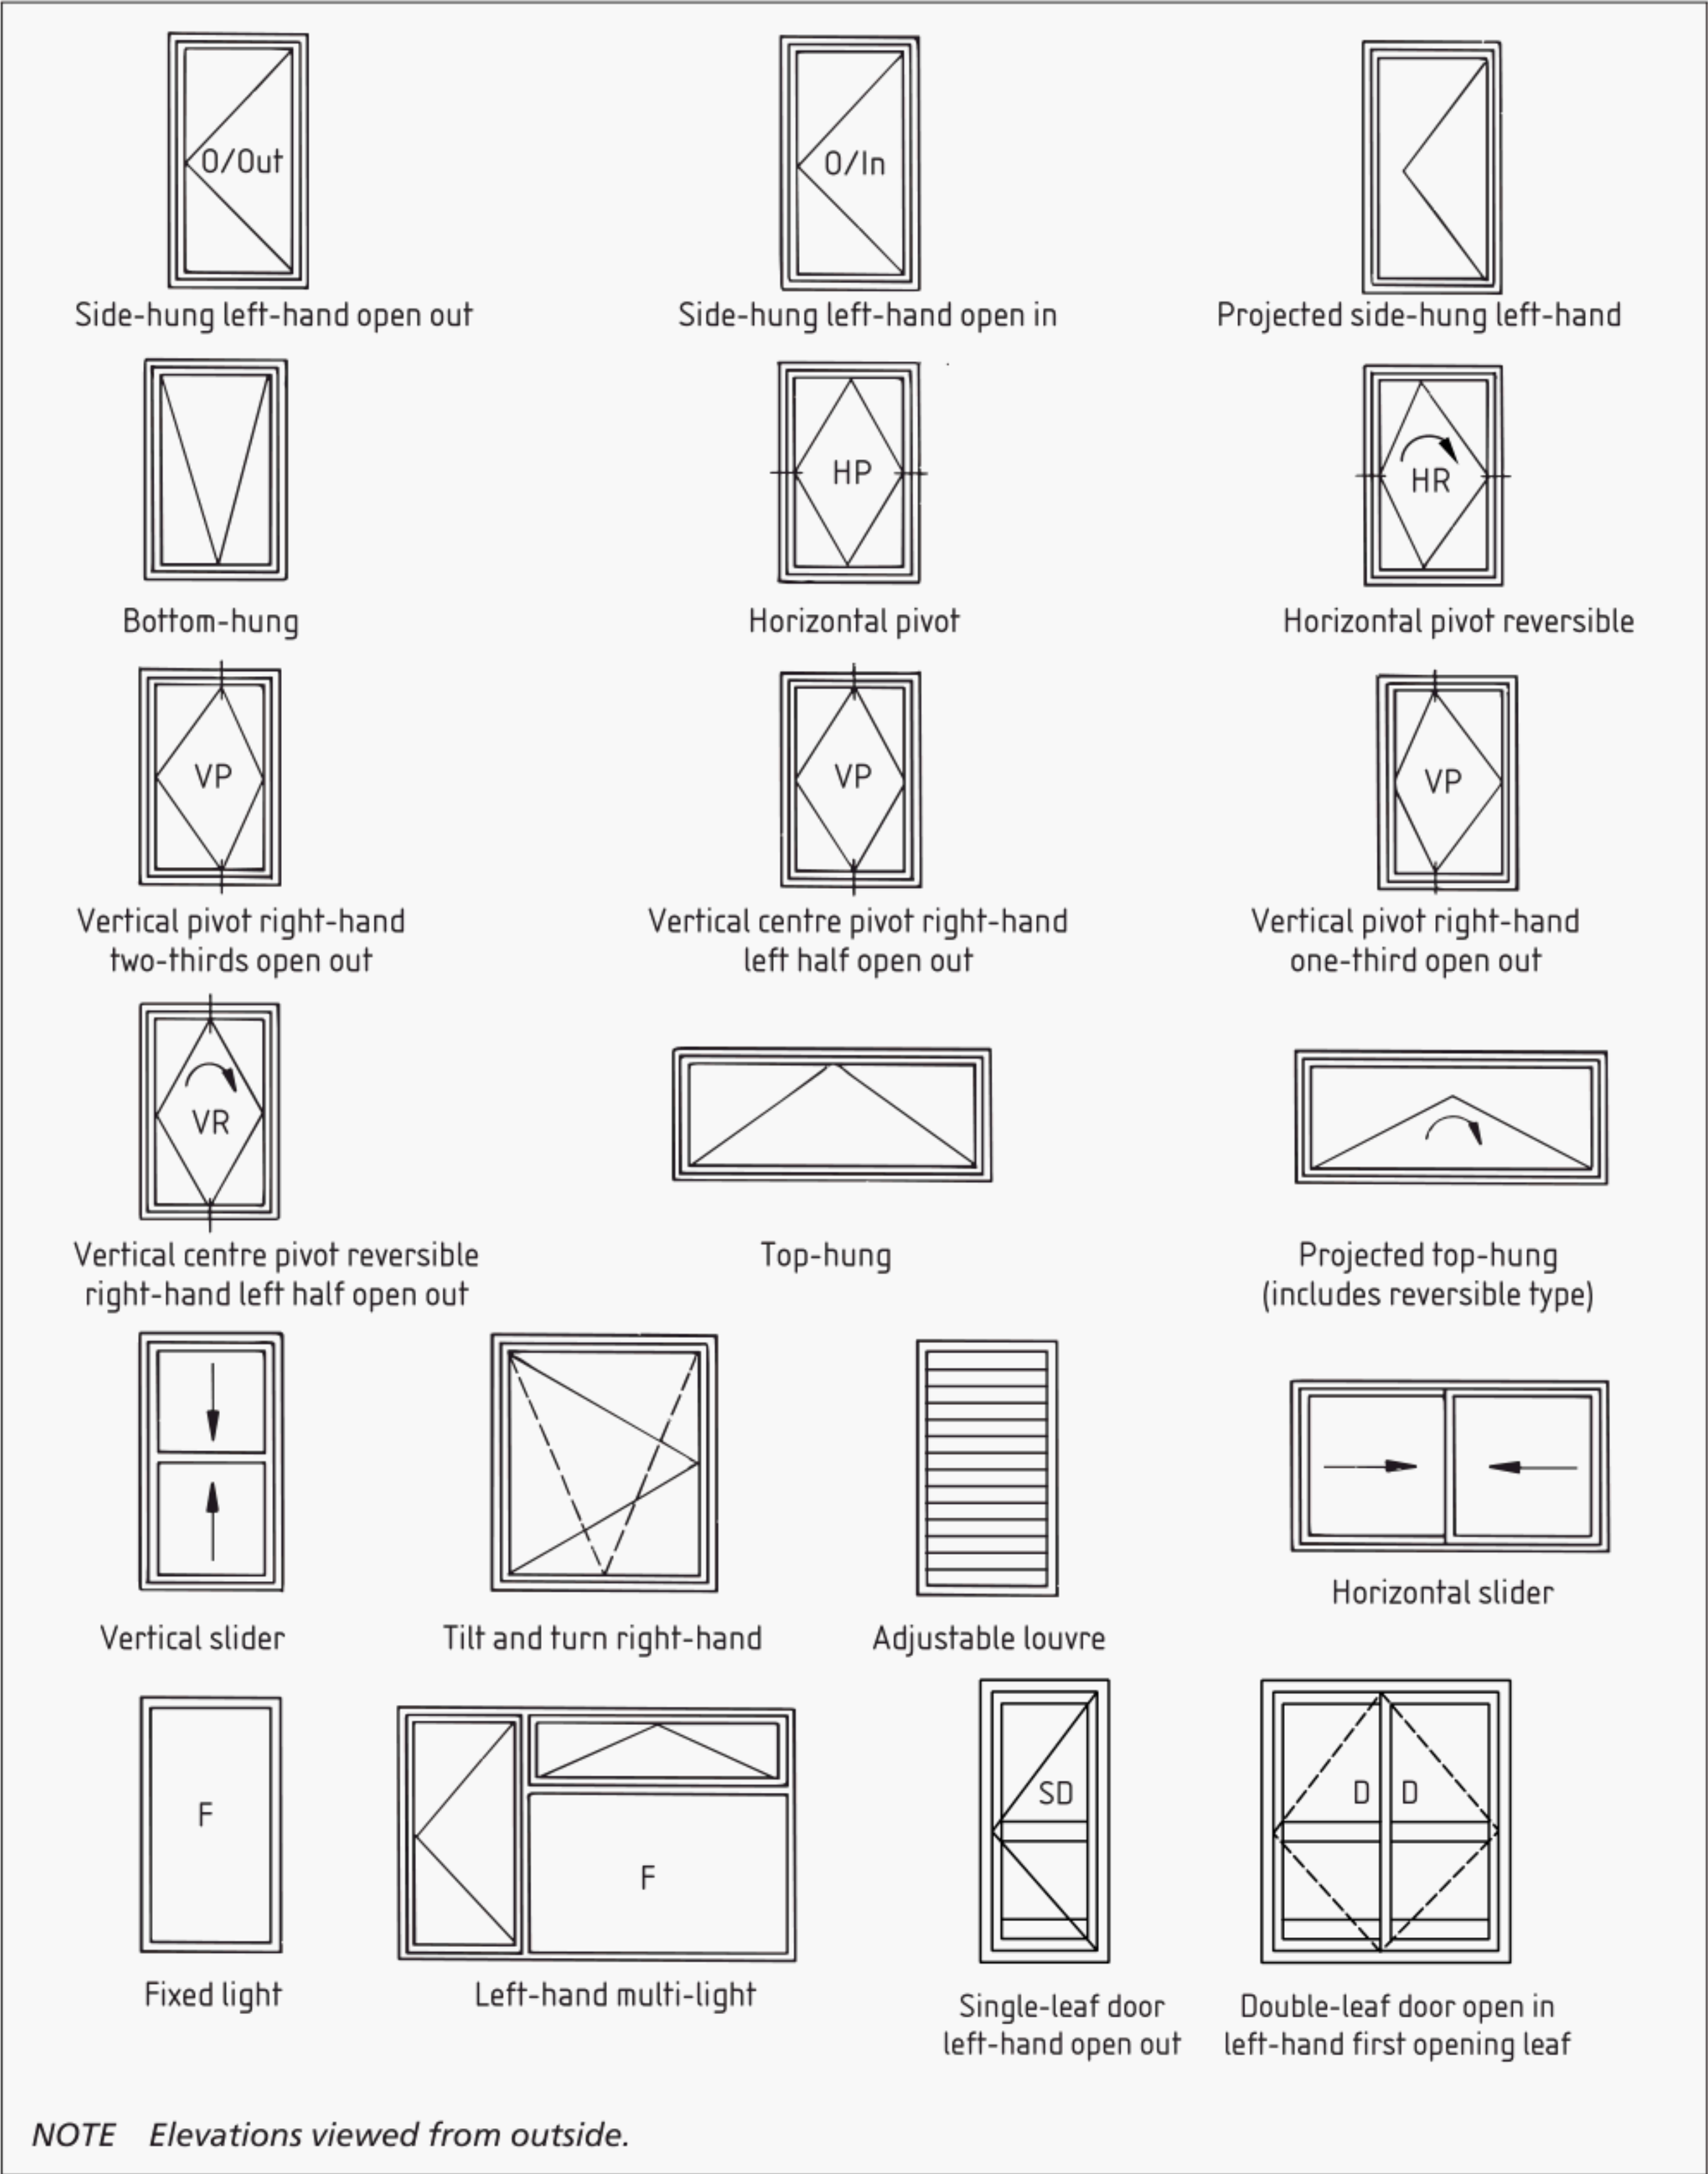 O/Out
O/In
Side-hung left-hand open out
Side-hung left-hand open in
Projected side-hung left-hand
HP
HR
Bottom-hung
Horizontal pivot
Horizontal pivot reversible
VP
VP
VP
Vertical pivot right-hand
two-thirds open out
Vertical centre pivot right-hand
left half open out
Vertical pivot right-hand
one-third open out
VR
Vertical centre pivot reversible
right-hand left half open out
Top-hung
Projected top-hung
(includes reversible type)
Horizontal slider
Vertical slider
Tilt and turn right-hand
Adjustable louvre
F
F
SD
D D
Fixed light
Left-hand multi-light
Single-leaf door
left-hand open out
Double-leaf door open in
left-hand first opening leaf
NOTE Elevations viewed from outside.